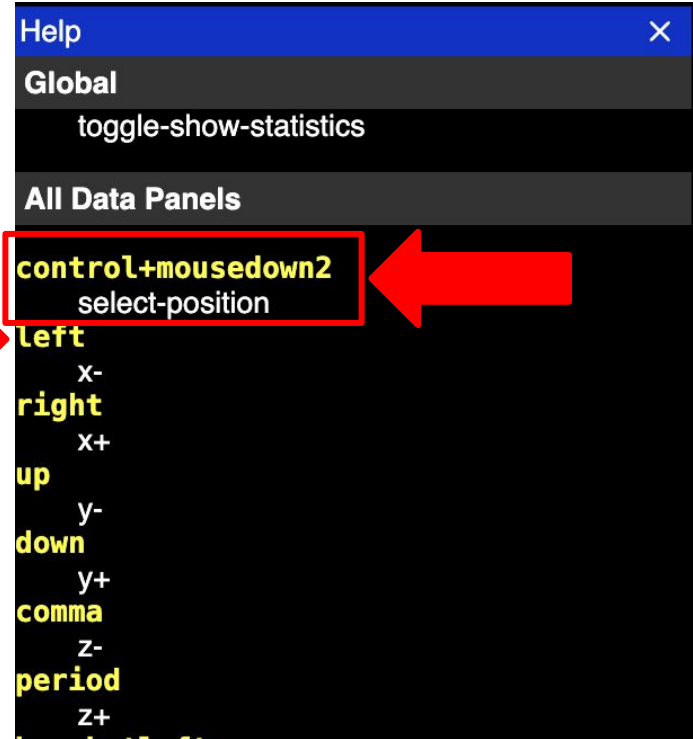 Help
Global
toggle-show-statistics
All Data Panels
control+mousedown2
select-position
left
x-
right
x+
up
y-
down
y+
comma
z-
period
z+